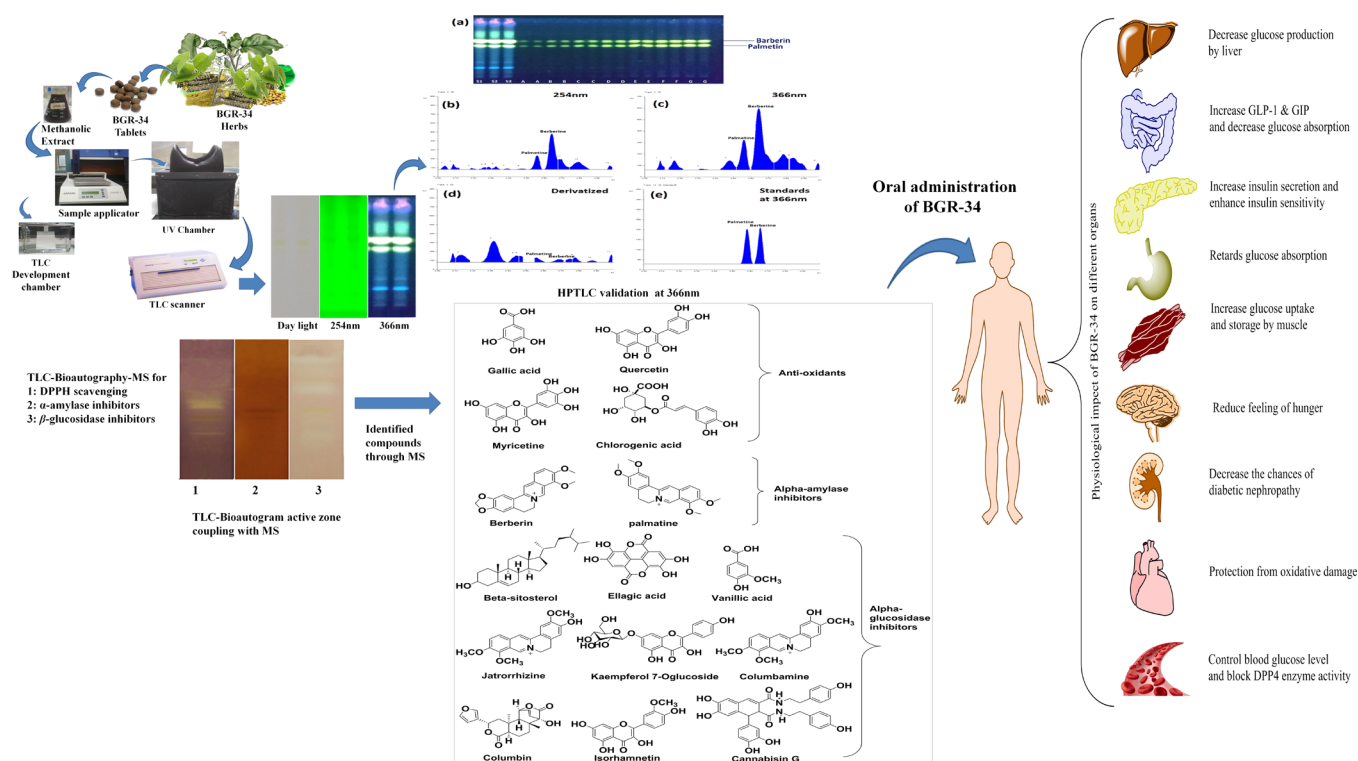 BGR-34
Herbs
BGR-34
Tablets
Methanolic
Extract
Sample applicator
UV Chamber
TLC
Development
chamber
TLC scanner
Day light
254nm
366nm
(a)
Barberin
Palmetin
S1 S2 S3 A A B B C C D D E E F F G G
(b)
254nm
Palmatine
Berberine
(c)
366nm
Palmatine
Berberine
(d)
Derivatized
Palmatine
Berberine
(e)
Standards
at 366nm
Palmatine
Berberine
HPTLC validation at 366nm
TLC-Bioautography-MS for
1: DPPH scavenging
2: α-amylase inhibitors
3: β-glucosidase inhibitors
1 2 3
TLC-Bioautogram active zone
coupling with MS
Identified
compounds
through MS
Gallic acid
Quercetin
Myricetine
Chlorogenic acid
Anti-oxidants
Berberin
palmatine
Alpha-amylase
inhibitors
Beta-sitosterol
Ellagic acid
Vanillic acid
Jatrorrhizine
Kaempferol 7-Oglucoside
Columbamine
Columbin
Isorhamnetin
Cannabisin G
Alpha-
glucosidase
inhibitors
Oral administration
of BGR-34
Physiological impect of BGR-34 on different organs
Decrease glucose production
by liver
Increase GLP-1 & GIP
and decrease glucose absorption
Increase insulin secretion and
enhance insulin sensitivity
Retards glucose absorption
Increase glucose uptake
and storage by muscle
Reduce feeling of hunger
Decrease the chances of
diabetic nephropathy
Protection from oxidative damage
Control blood glucose level
and block DPP4 enzyme activity